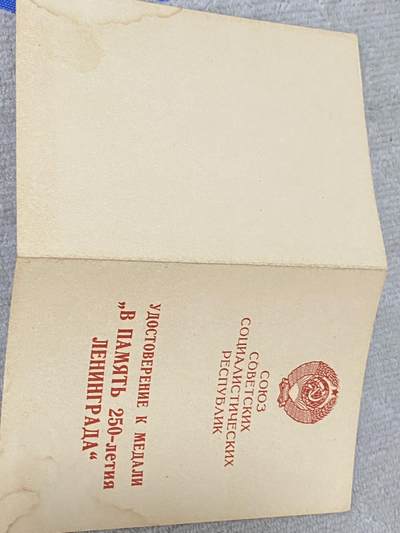 СОЮЗ
СОВЕТСКИХ
СОЦИАЛИСТИЧЕСКИХ
РЕСПУБЛИК
УДОСТОВЕРЕНИЕ К МЕДАЛИ
„В ПАМЯТЬ 250-летия
ЛЕНИНГРАДА“